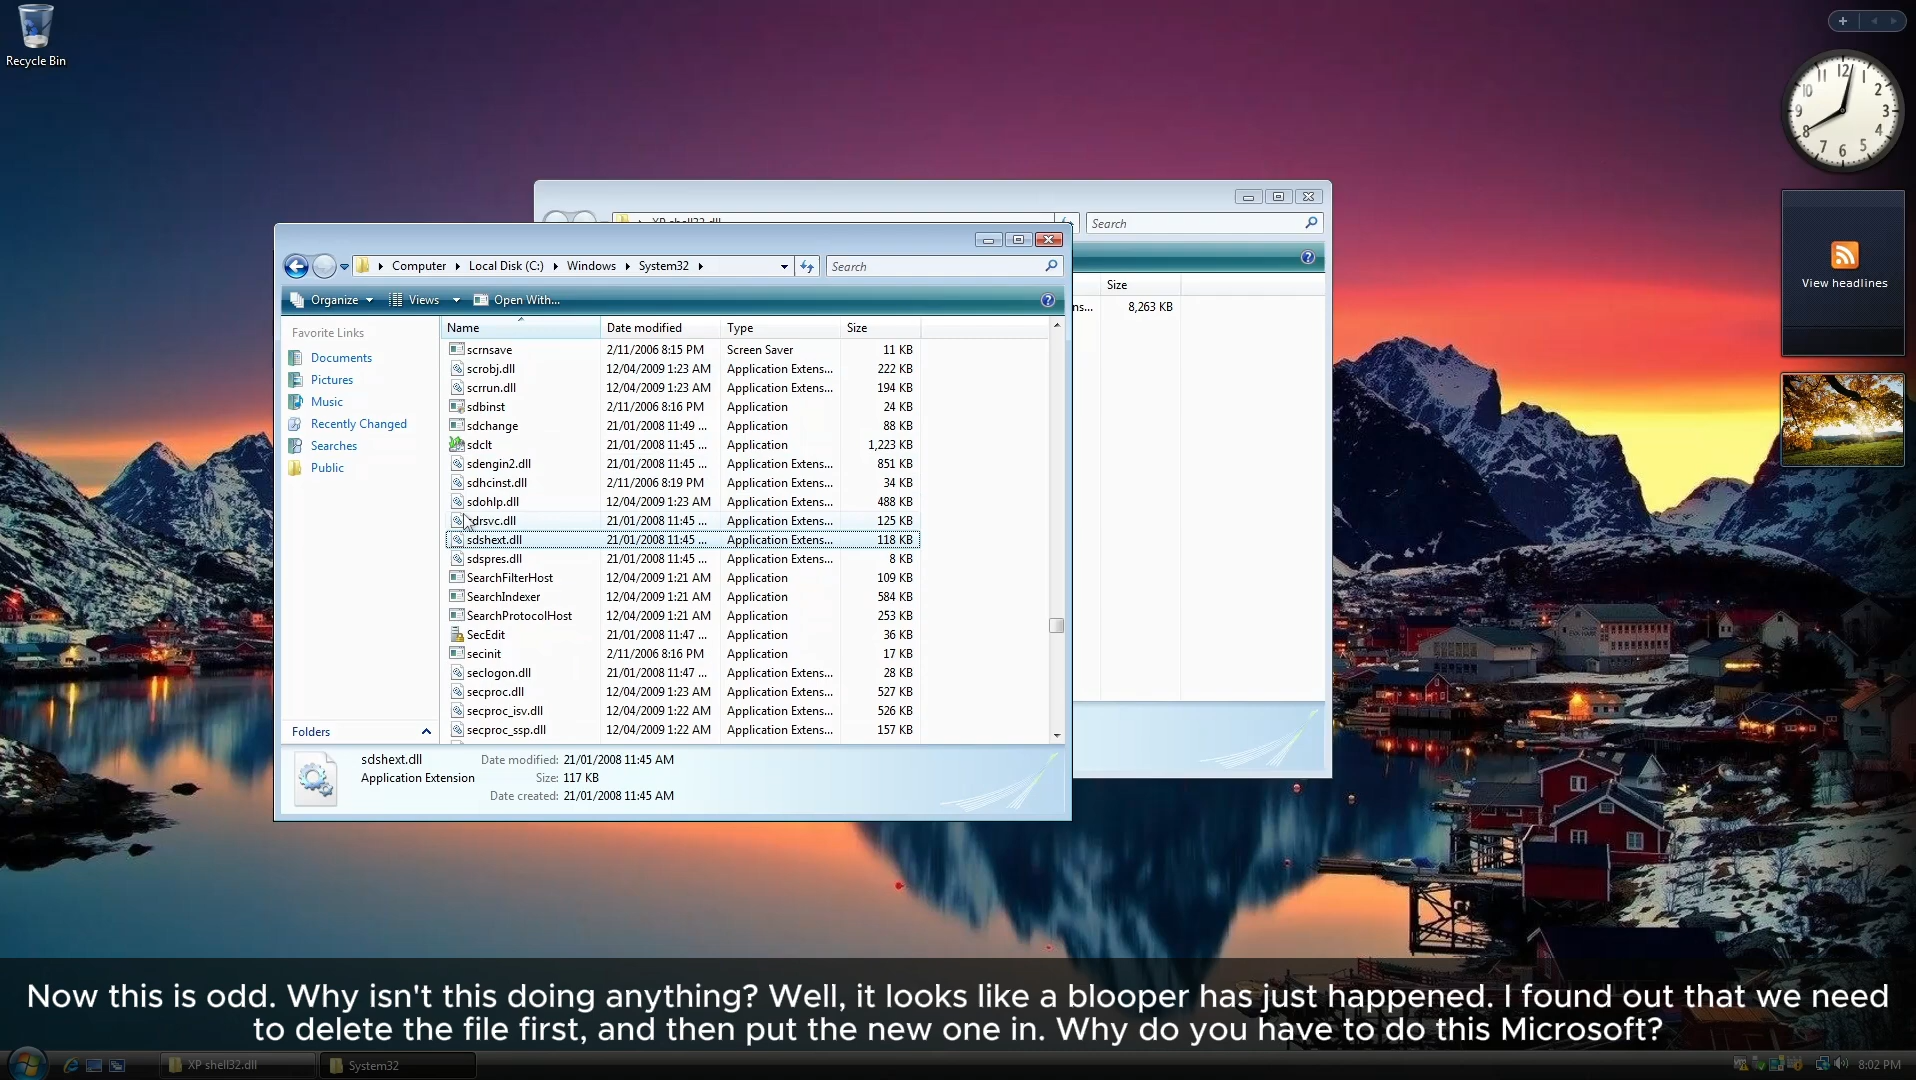 Recycle Bin
12
1
2
3
4
5
6
7
8
9
10
11
View headlines
XP shell32.dll
Search
Size
8,263 KB
Computer Local Disk (C:) Windows System32
Search
Organize Views Open With...
Favorite Links
Documents
Pictures
Music
Recently Changed
Searches
Public
Folders
Name Date modified Type Size
scrnsave 2/11/2006 8:15 PM Screen Saver 11 KB
scrobj.dll 12/04/2009 1:23 AM Application Extens... 222 KB
scrrun.dll 12/04/2009 1:23 AM Application Extens... 194 KB
sdbinst 2/11/2006 8:16 PM Application 24 KB
sdchange 21/01/2008 11:49 ... Application 88 KB
sdclt 21/01/2008 11:45 ... Application 1,223 KB
sdengin2.dll 21/01/2008 11:45 ... Application Extens... 851 KB
sdhcinst.dll 2/11/2006 8:19 PM Application Extens... 34 KB
sdohlp.dll 12/04/2009 1:23 AM Application Extens... 488 KB
drsvc.dll 21/01/2008 11:45 ... Application Extens... 125 KB
sdshext.dll 21/01/2008 11:45 ... Application Extens... 118 KB
sdspres.dll 21/01/2008 11:45 ... Application Extens... 8 KB
SearchFilterHost 12/04/2009 1:21 AM Application 109 KB
SearchIndexer 12/04/2009 1:21 AM Application 584 KB
SearchProtocolHost 12/04/2009 1:21 AM Application 253 KB
SecEdit 21/01/2008 11:47 ... Application 36 KB
secinit 2/11/2006 8:16 PM Application 17 KB
seclogon.dll 21/01/2008 11:47 ... Application Extens... 28 KB
secproc.dll 12/04/2009 1:23 AM Application Extens... 527 KB
secproc_isv.dll 12/04/2009 1:22 AM Application Extens... 526 KB
secproc_ssp.dll 12/04/2009 1:22 AM Application Extens... 157 KB
sdshext.dll Date modified: 21/01/2008 11:45 AM
Application Extension Size: 117 KB
Date created: 21/01/2008 11:45 AM
Now this is odd. Why isn't this doing anything? Well, it looks like a blooper has just happened. I found out that we need
to delete the file first, and then put the new one in. Why do you have to do this Microsoft?
XP shell32.dll
System32
8:02 PM